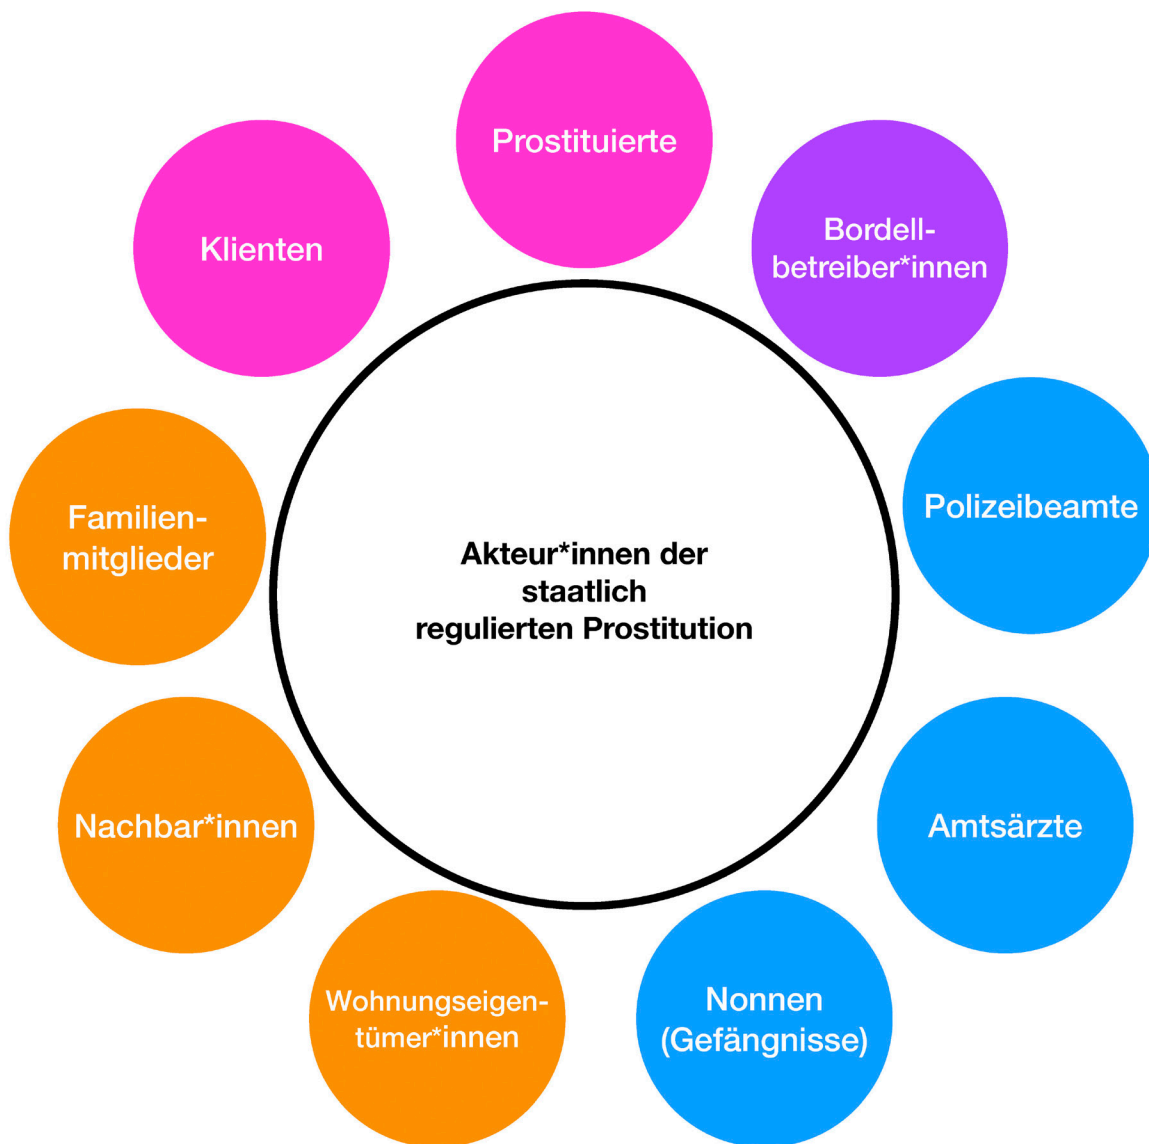 Prostituierte
Bordell-
betreiber*innen
Klienten
Polizeibeamte
Familien-
mitglieder
Akteur*innen der
staatlich
regulierten Prostitution
Nachbar*innen
Amtsärzte
Wohnungseigen-
tümer*innen
Nonnen
(Gefängnisse)